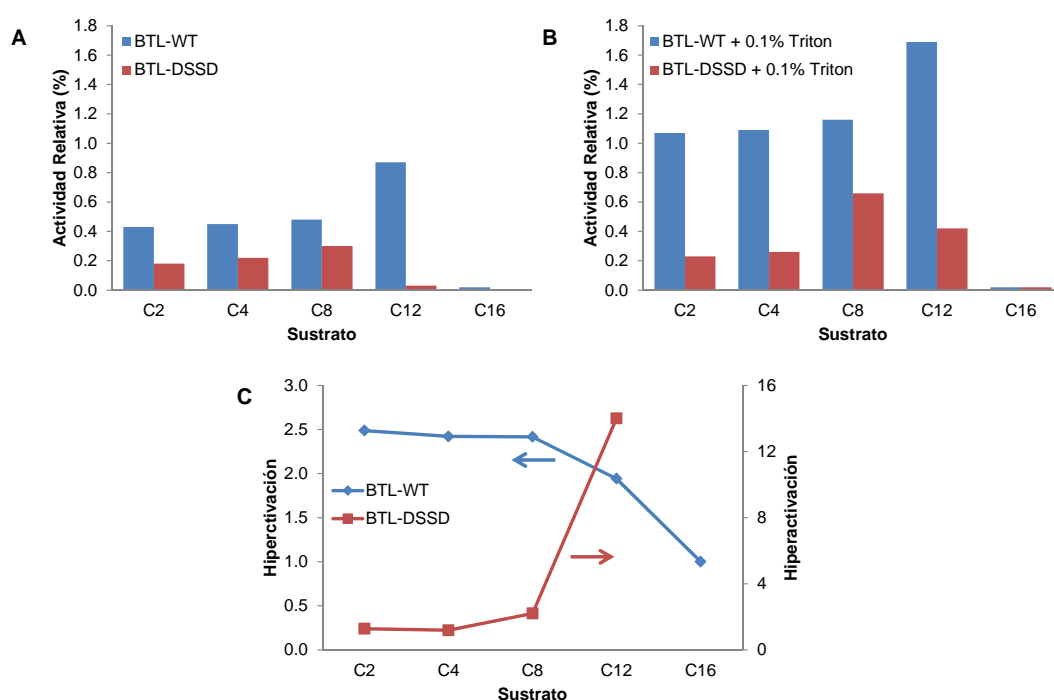 A
Actividad Relativa (%)
1.8
1.6
1.4
1.2
1.0
0.8
0.6
0.4
0.2
0.0
BTL-WT
BTL-DSSD
C2 C4 C8 C12 C16
Sustrato
B
Actividad Relativa (%)
1.8
1.6
1.4
1.2
1.0
0.8
0.6
0.4
0.2
0.0
BTL-WT + 0.1% Triton
BTL-DSSD + 0.1% Triton
C2 C4 C8 C12 C16
Sustrato
C
Hiperctivación
3.0
2.5
2.0
1.5
1.0
0.5
0.0
BTL-WT
BTL-DSSD
16
12
8
4
0
Hiperactivación
C2 C4 C8 C12 C16
Sustrato